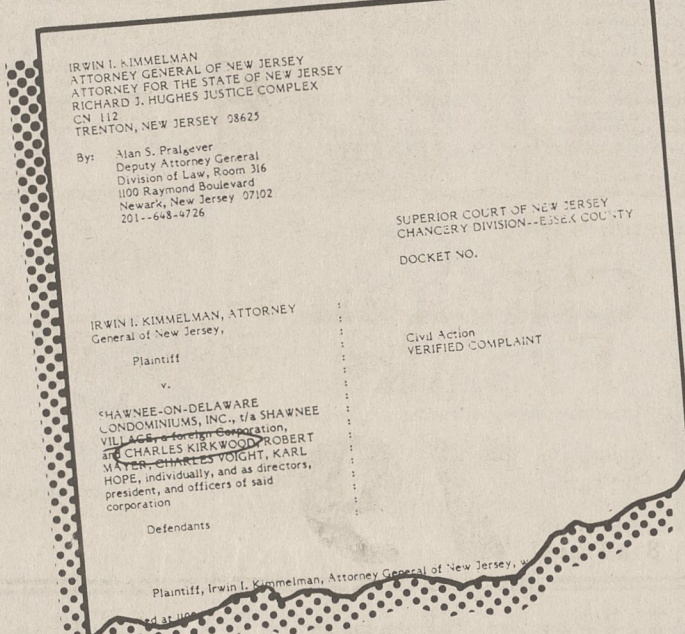 IRWIN I. KIMMELMAN
ATTORNEY GENERAL OF NEW JERSEY
ATTORNEY FOR THE STATE OF NEW JERSEY
RICHARD J. HUGHES JUSTICE COMPLEX
CN 112
TRENTON, NEW JERSEY 08625
By: Alan S. Pralgever
Deputy Attorney General
Division of Law, Room 316
1100 Raymond Boulevard
Newark, New Jersey 07102
201--648-4726
SUPERIOR COURT OF NEW JERSEY
CHANCERY DIVISION--ESSEX COUNTY
DOCKET NO.
IRWIN I. KIMMELMAN, ATTORNEY
General of New Jersey,
Plaintiff
v.
SHAWNEE-ON-DELAWARE
CONDOMINIUMS, INC., t/a SHAWNEE
VILLAGE, a foreign Corporation,
and CHARLES KIRKWOOD, ROBERT
MAYER, CHARLES VOIGHT, KARL
HOPE, individually, and as directors,
president, and officers of said
corporation
Defendants
Civil Action
VERIFIED COMPLAINT
Plaintiff, Irwin I. Kimmelman, Attorney General of New Jersey,
at 1100